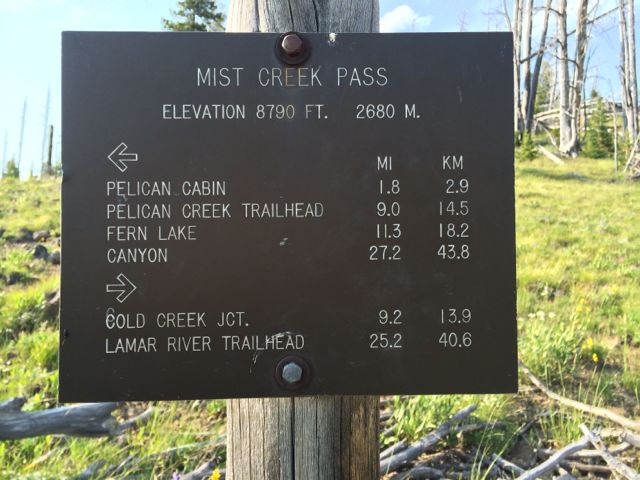 MIST CREEK PASS
ELEVATION 8790 FT. 2680 M.
MI KM
PELICAN CABIN 1.8 2.9
PELICAN CREEK TRAILHEAD 9.0 14.5
FERN LAKE 11.3 18.2
CANYON 27.2 43.8
COLD CREEK JCT. 9.2 13.9
LAMAR RIVER TRAILHEAD 25.2 40.6